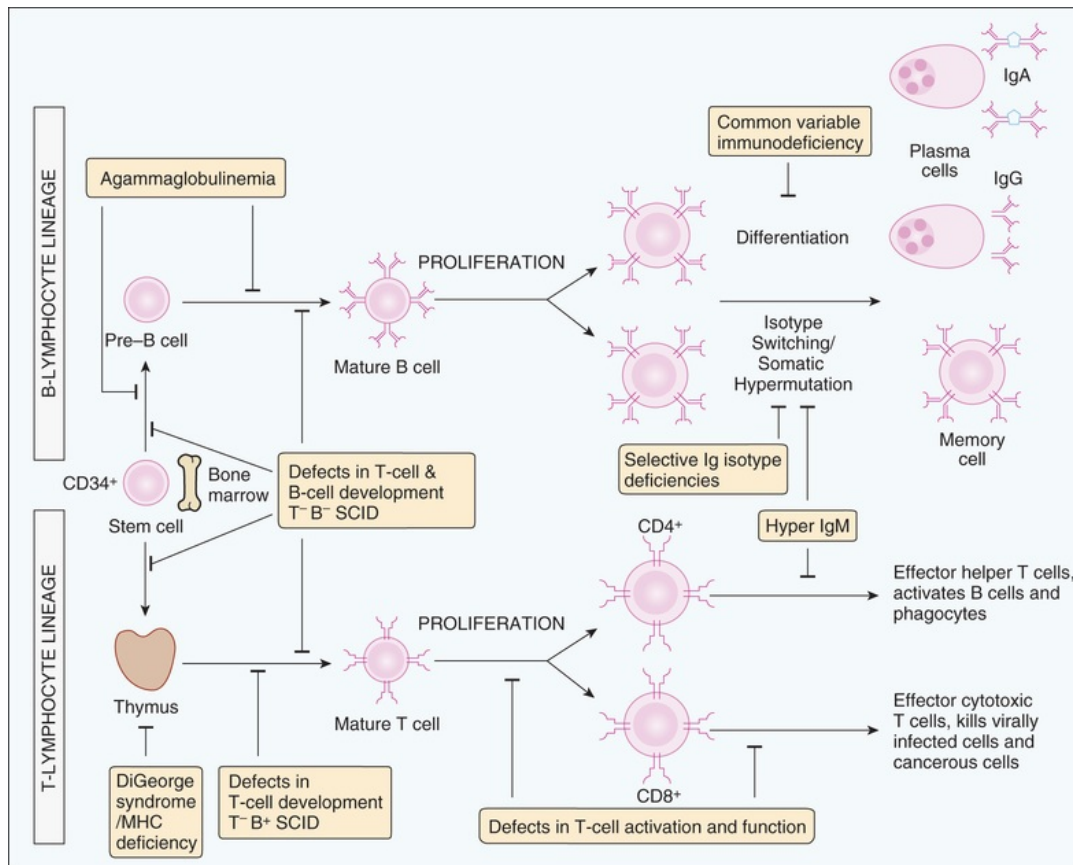 B-LYMPHOCYTE LINEAGE
T-LYMPHOCYTE LINEAGE
Agammaglobulinemia
Pre–B cell
CD34⁺
Bone
marrow
Stem cell
Thymus
DiGeorge
syndrome
/MHC
deficiency
Defects in
T-cell development
T⁻ B⁺ SCID
Defects in T-cell &
B-cell development
T⁻ B⁻ SCID
Mature B cell
PROLIFERATION
Mature T cell
PROLIFERATION
Common variable
immunodeficiency
Differentiation
Isotype
Switching/
Somatic
Hypermutation
Selective Ig isotype
deficiencies
Hyper IgM
CD4⁺
CD8⁺
Defects in T-cell activation and function
IgA
Plasma
cells
IgG
Memory
cell
Effector helper T cells,
activates B cells and
phagocytes
Effector cytotoxic
T cells, kills virally
infected cells and
cancerous cells